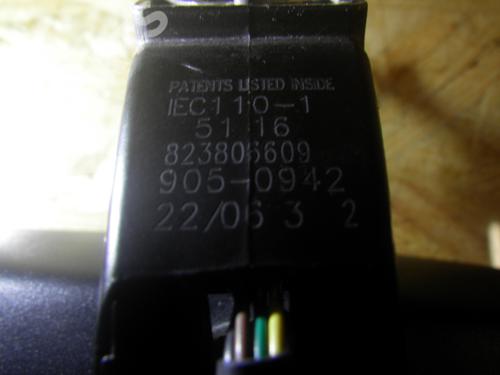 PATENTS LISTED INSIDE
IEC110-1
51 16
823806609
905-0942
22/06 3 2